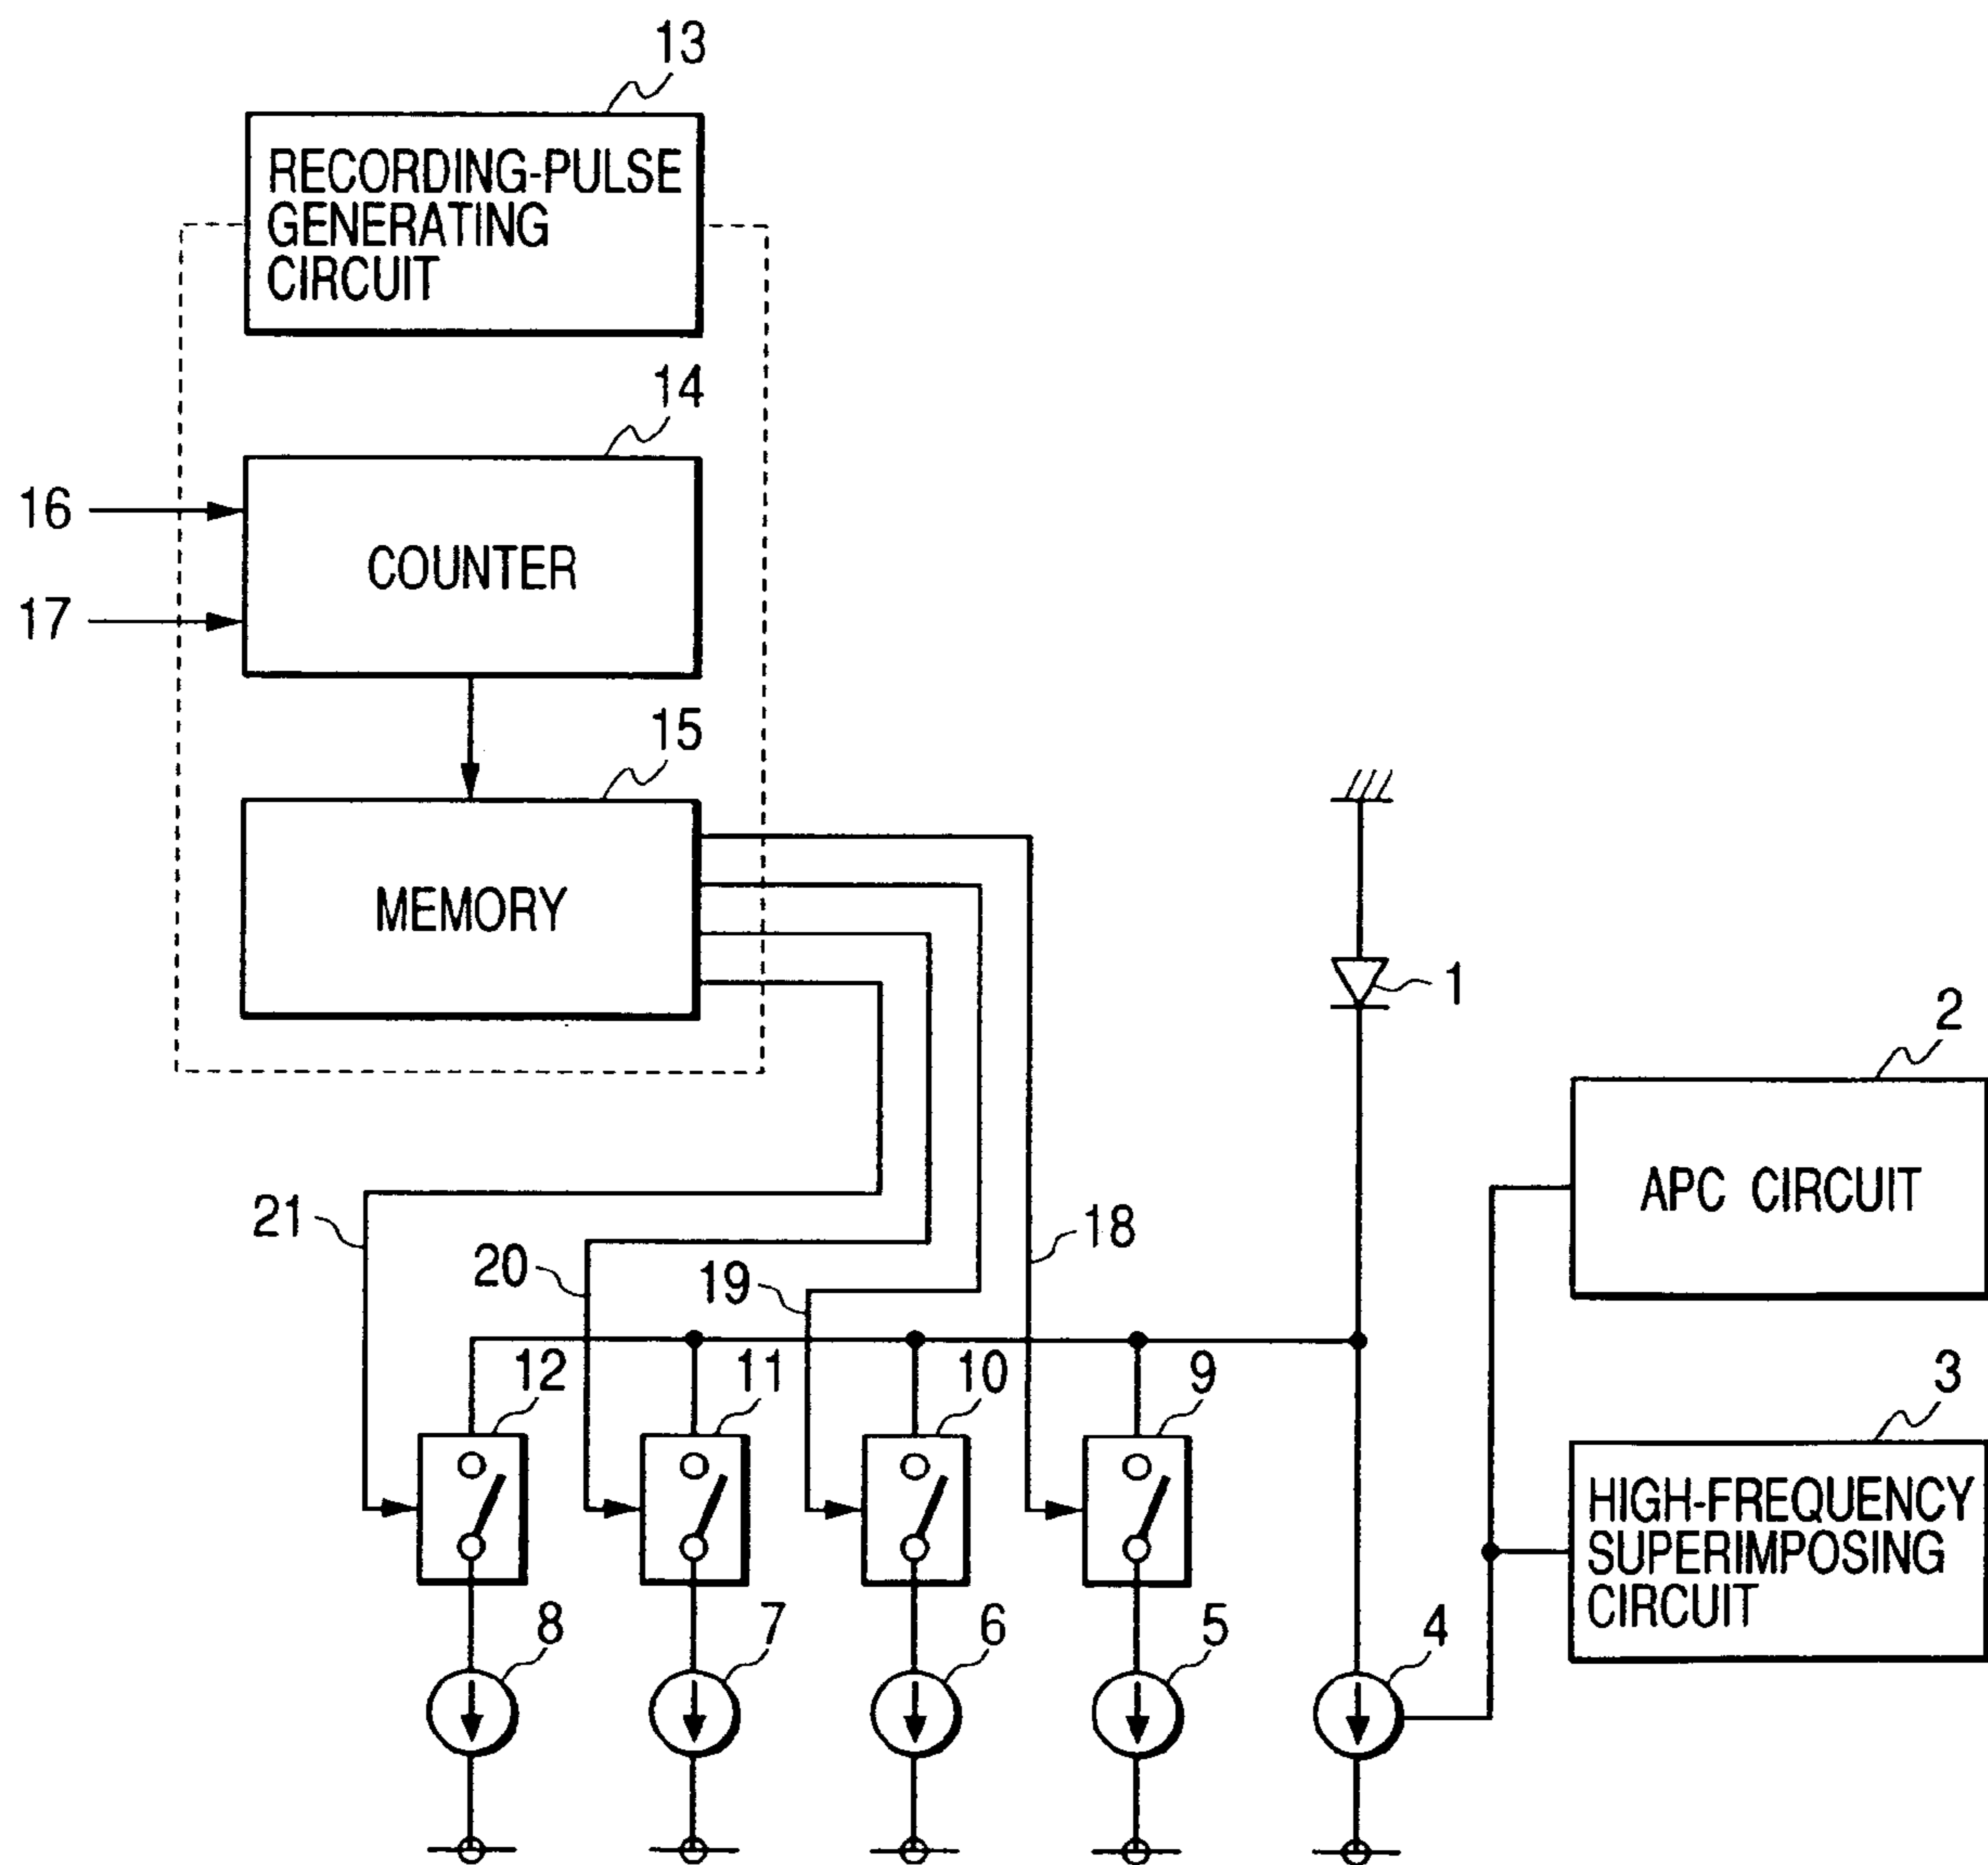 13
RECORDING-PULSE
GENERATING
CIRCUIT
14
16
COUNTER
17
15
MEMORY
1
2
APC CIRCUIT
21
20
19
18
3
12
11
10
9
HIGH-FREQUENCY
SUPERIMPOSING
CIRCUIT
8
7
6
5
4